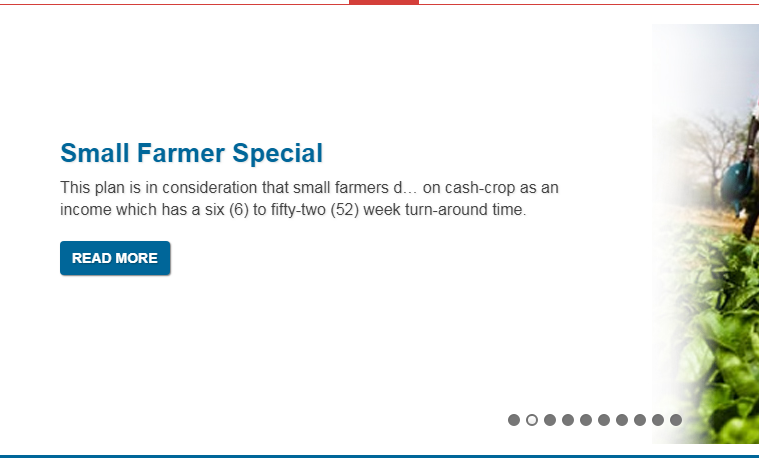 Small Farmer Special
This plan is in consideration that small farmers d… on cash-crop as an
income which has a six (6) to fifty-two (52) week turn-around time.
READ MORE